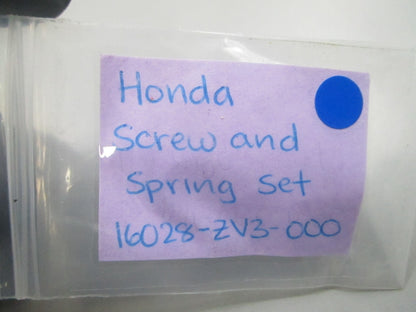 Honda
Screw and
Spring Set
16028-ZV3-000